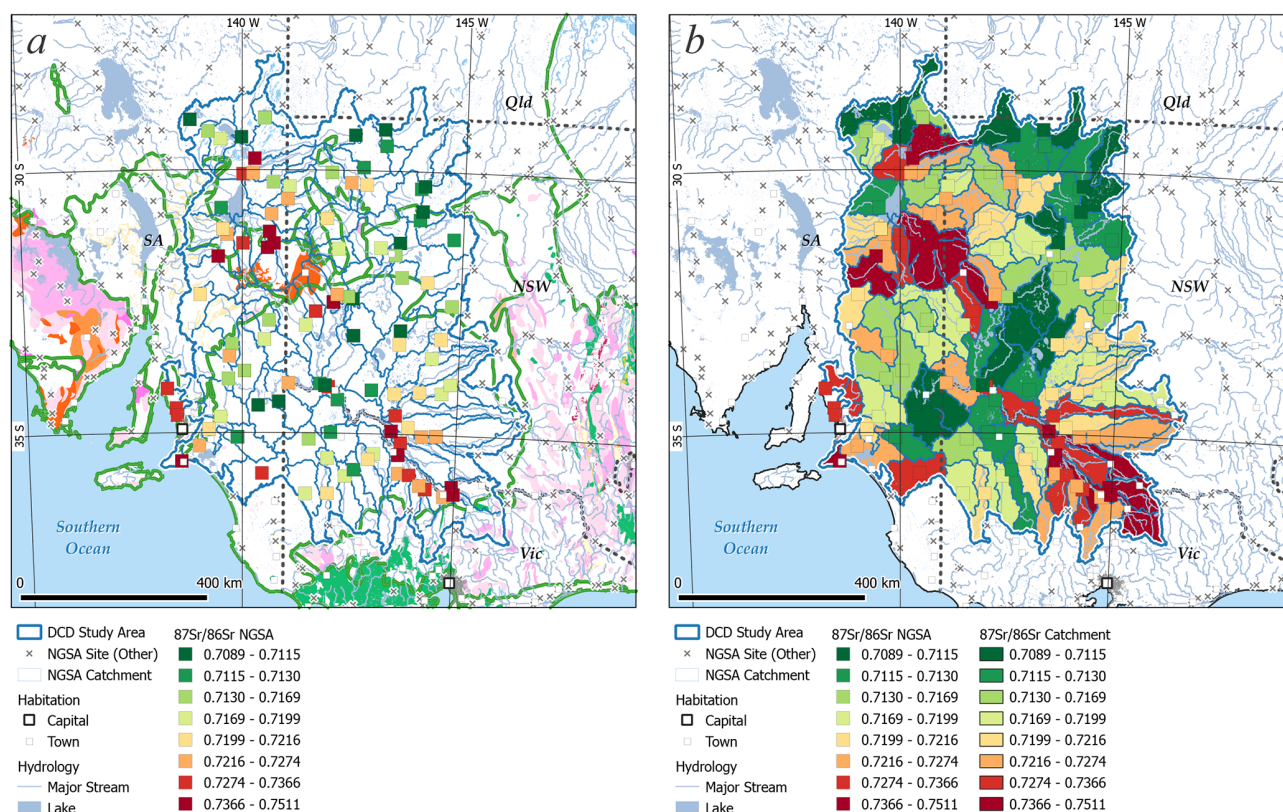 a
140 W
145 W
Qld
30 S
SA
NSW
35 S
Southern
Ocean
Vic
0
400 km
DCD Study Area
NGSA Site (Other)
NGSA Catchment
Habitation
Capital
Town
Hydrology
Major Stream
Lake
87Sr/86Sr NGSA
0.7089 - 0.7115
0.7115 - 0.7130
0.7130 - 0.7169
0.7169 - 0.7199
0.7199 - 0.7216
0.7216 - 0.7274
0.7274 - 0.7366
0.7366 - 0.7511
b
140 W
145 W
Qld
30 S
SA
NSW
35 S
Southern
Ocean
Vic
0
400 km
DCD Study Area
NGSA Site (Other)
NGSA Catchment
Habitation
Capital
Town
Hydrology
Major Stream
Lake
87Sr/86Sr NGSA
0.7089 - 0.7115
0.7115 - 0.7130
0.7130 - 0.7169
0.7169 - 0.7199
0.7199 - 0.7216
0.7216 - 0.7274
0.7274 - 0.7366
0.7366 - 0.7511
87Sr/86Sr Catchment
0.7089 - 0.7115
0.7115 - 0.7130
0.7130 - 0.7169
0.7169 - 0.7199
0.7199 - 0.7216
0.7216 - 0.7274
0.7274 - 0.7366
0.7366 - 0.7511